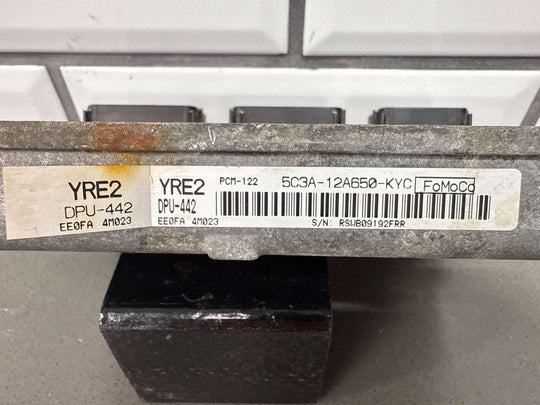 YRE2
DPU-442
EE0FA 4M023
YRE2 PCM-122 5C3A-12A650-KYC FoMoCo
DPU-442
EE0FA 4M023 S/N: RSWB09192FRR